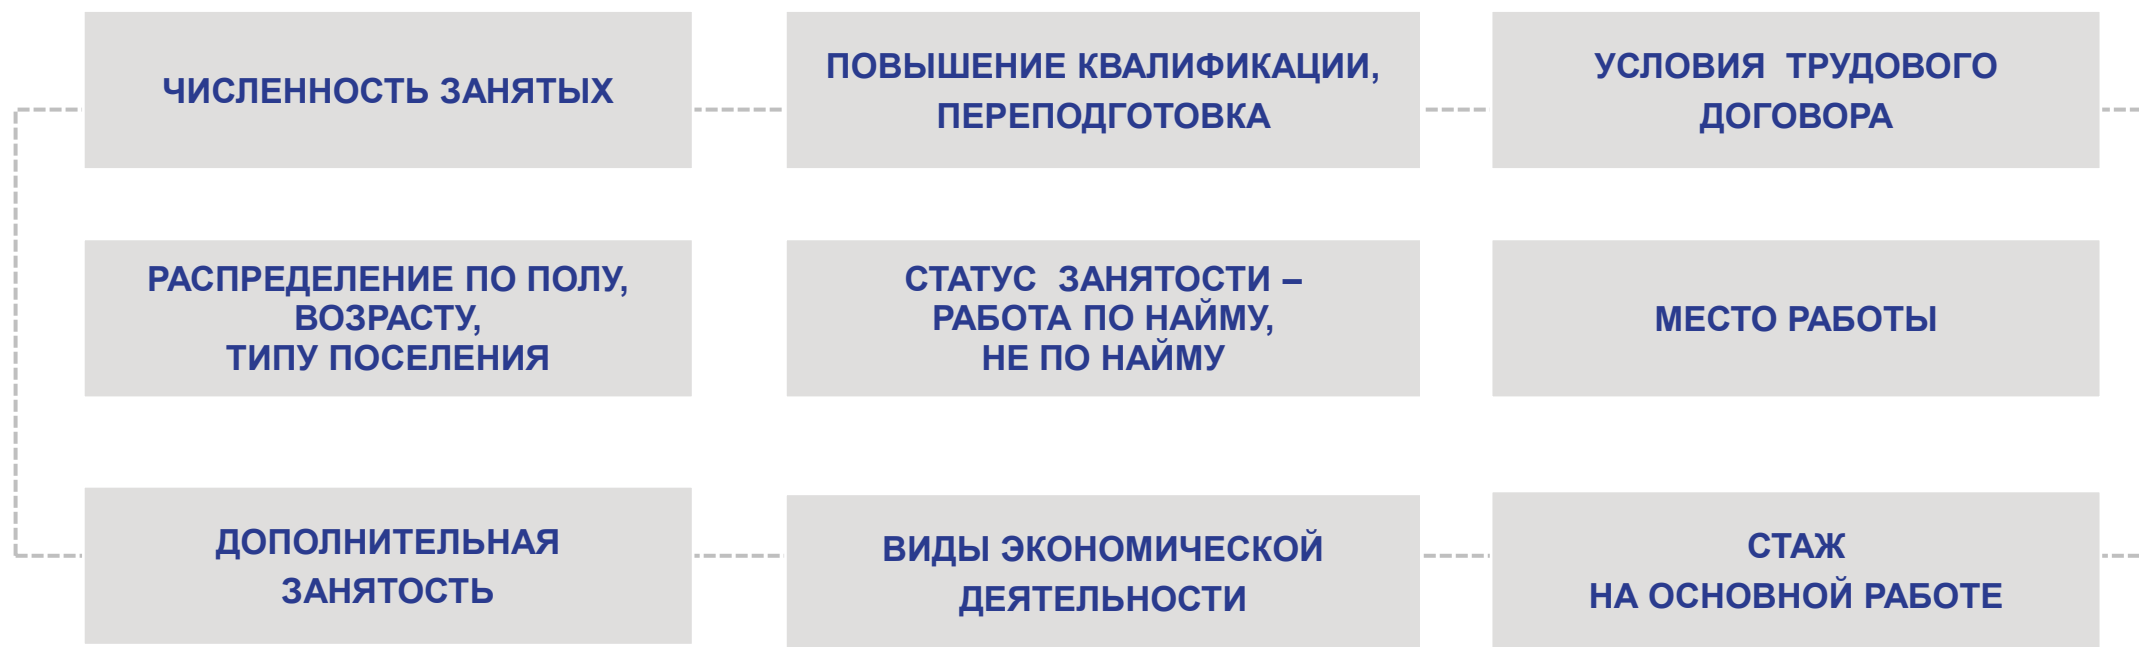 ЧИСЛЕННОСТЬ ЗАНЯТЫХ
ПОВЫШЕНИЕ КВАЛИФИКАЦИИ,
ПЕРЕПОДГОТОВКА
УСЛОВИЯ ТРУДОВОГО
ДОГОВОРА
РАСПРЕДЕЛЕНИЕ ПО ПОЛУ,
ВОЗРАСТУ,
ТИПУ ПОСЕЛЕНИЯ
СТАТУС ЗАНЯТОСТИ –
РАБОТА ПО НАЙМУ,
НЕ ПО НАЙМУ
МЕСТО РАБОТЫ
ДОПОЛНИТЕЛЬНАЯ
ЗАНЯТОСТЬ
ВИДЫ ЭКОНОМИЧЕСКОЙ
ДЕЯТЕЛЬНОСТИ
СТАЖ
НА ОСНОВНОЙ РАБОТЕ